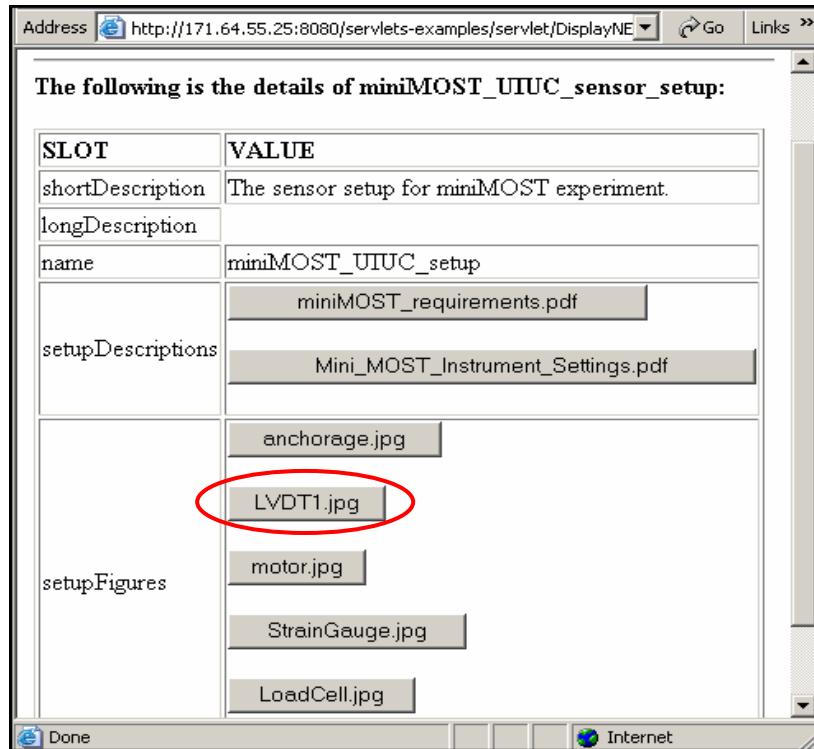 Address http://171.64.55.25:8080/servlets-examples/servlet/DisplayNE Go Links »
The following is the details of miniMOST_UIUC_sensor_setup:
SLOT VALUE
shortDescription The sensor setup for miniMOST experiment.
longDescription
name miniMOST_UIUC_setup
setupDescriptions
miniMOST_requirements.pdf
Mini_MOST_Instrument_Settings.pdf
setupFigures
anchorage.jpg
LVDT1.jpg
motor.jpg
StrainGauge.jpg
LoadCell.jpg
Done Internet